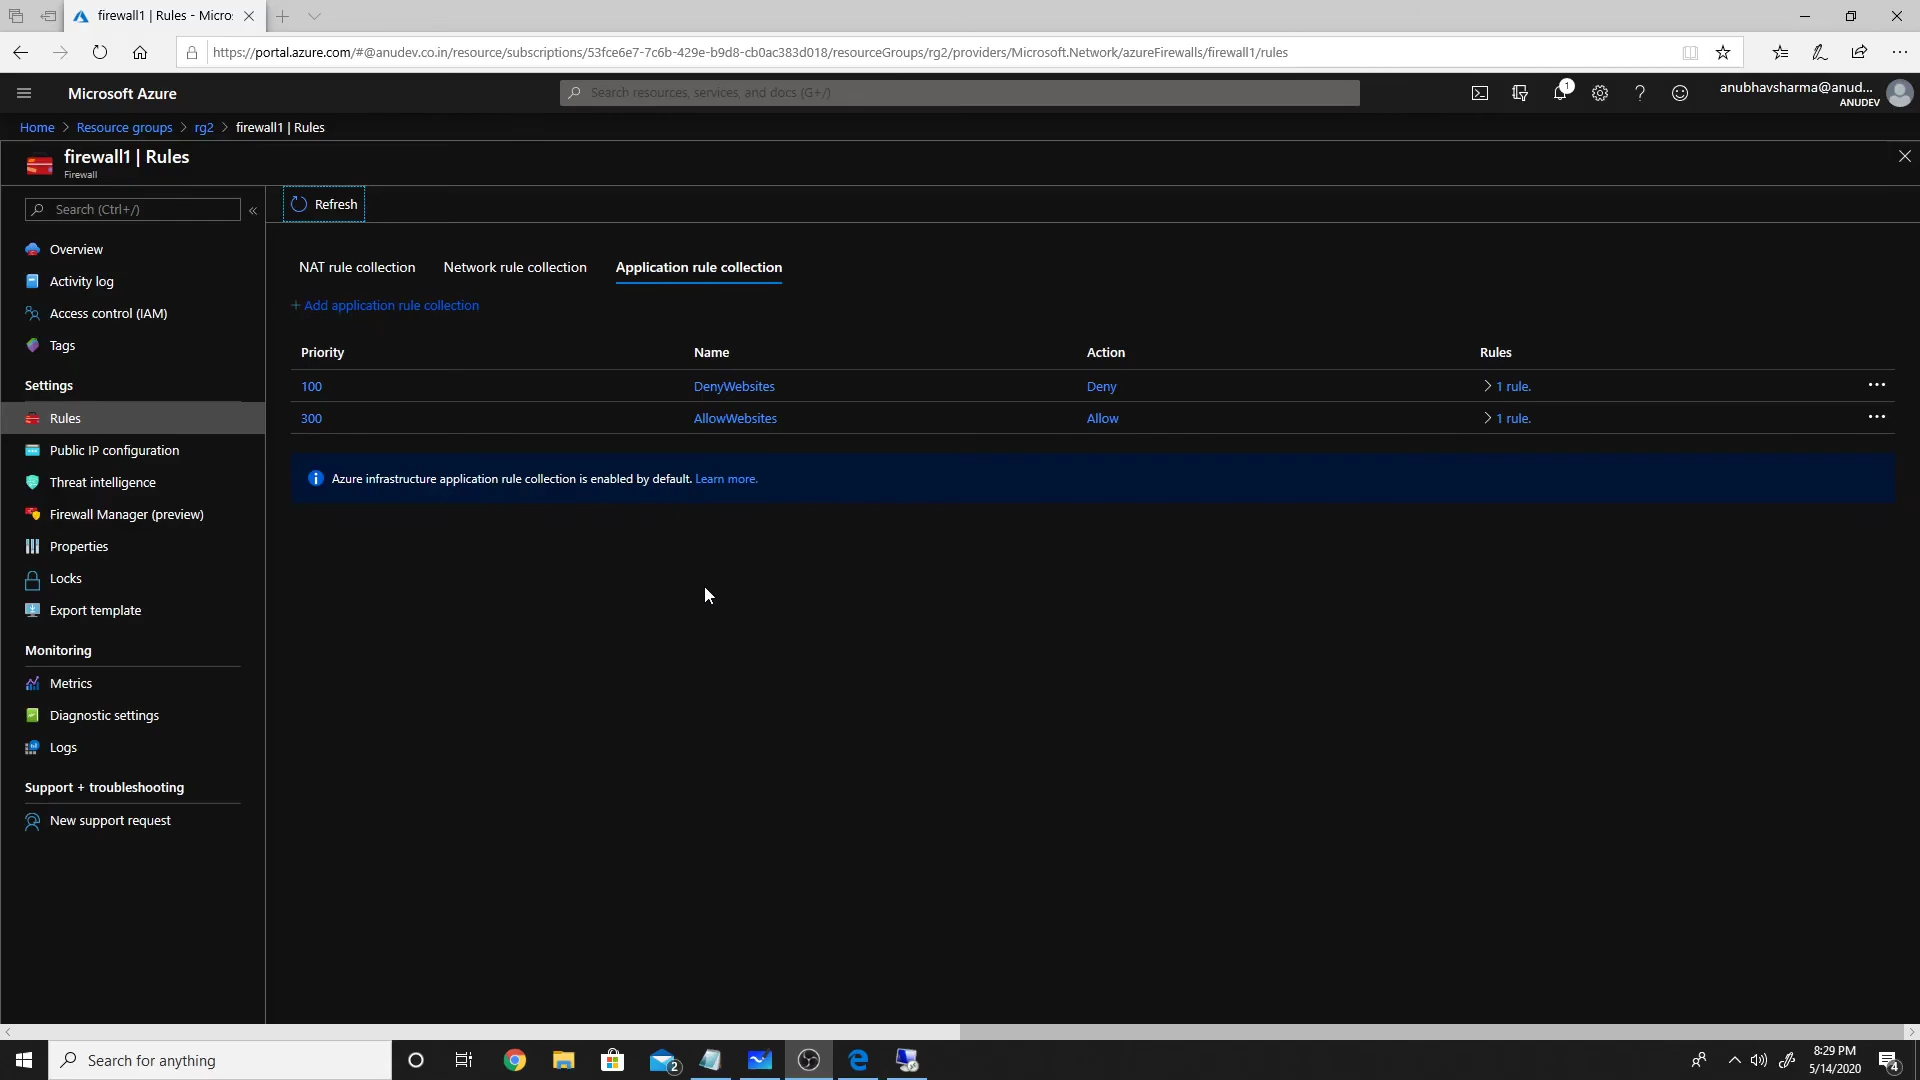 firewall1 | Rules - Micro:
https://portal.azure.com/#@anudev.co.in/resource/subscriptions/53fce6e7-7c6b-429e-b9d8-cb0ac383d018/resourceGroups/rg2/providers/Microsoft.Network/azureFirewalls/firewall1/rules
Microsoft Azure
Search resources, services, and docs (G+/)
1
anubhavsharma@anud...
ANUDEV
Home > Resource groups > rg2 > firewall1 | Rules
firewall1 | Rules
Firewall
Search (Ctrl+/)
«
Refresh
Overview
Activity log
Access control (IAM)
Tags
Settings
Rules
Public IP configuration
Threat intelligence
Firewall Manager (preview)
Properties
Locks
Export template
Monitoring
Metrics
Diagnostic settings
Logs
Support + troubleshooting
New support request
NAT rule collection Network rule collection Application rule collection
+ Add application rule collection
Priority Name Action Rules
100 DenyWebsites Deny > 1 rule. ...
300 AllowWebsites Allow > 1 rule. ...
Azure infrastructure application rule collection is enabled by default. Learn more.
Search for anything
2
8:29 PM
5/14/2020
4